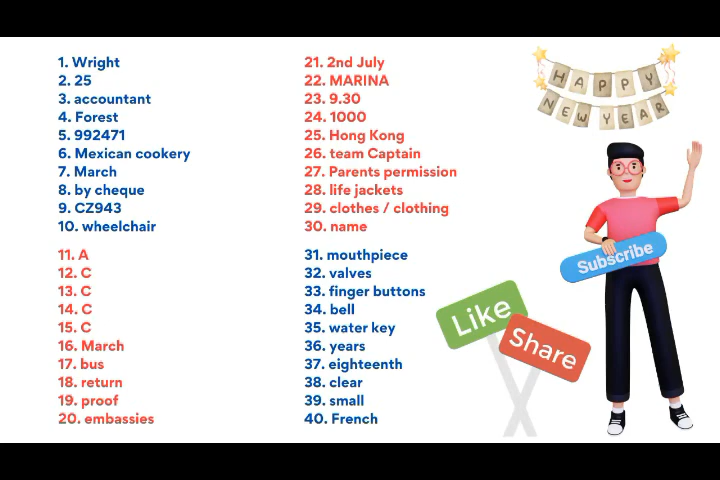 1. Wright
2. 25
3. accountant
4. Forest
5. 992471
6. Mexican cookery
7. March
8. by cheque
9. CZ943
10. wheelchair
11. A
12. C
13. C
14. C
15. C
16. March
17. bus
18. return
19. proof
20. embassies
21. 2nd July
22. MARINA
23. 9.30
24. 1000
25. Hong Kong
26. team Captain
27. Parents permission
28. life jackets
29. clothes / clothing
30. name
31. mouthpiece
32. valves
33. finger buttons
34. bell
35. water key
36. years
37. eighteenth
38. clear
39. small
40. French
HAPPY
NEW YEAR
Subscribe
Like
Share